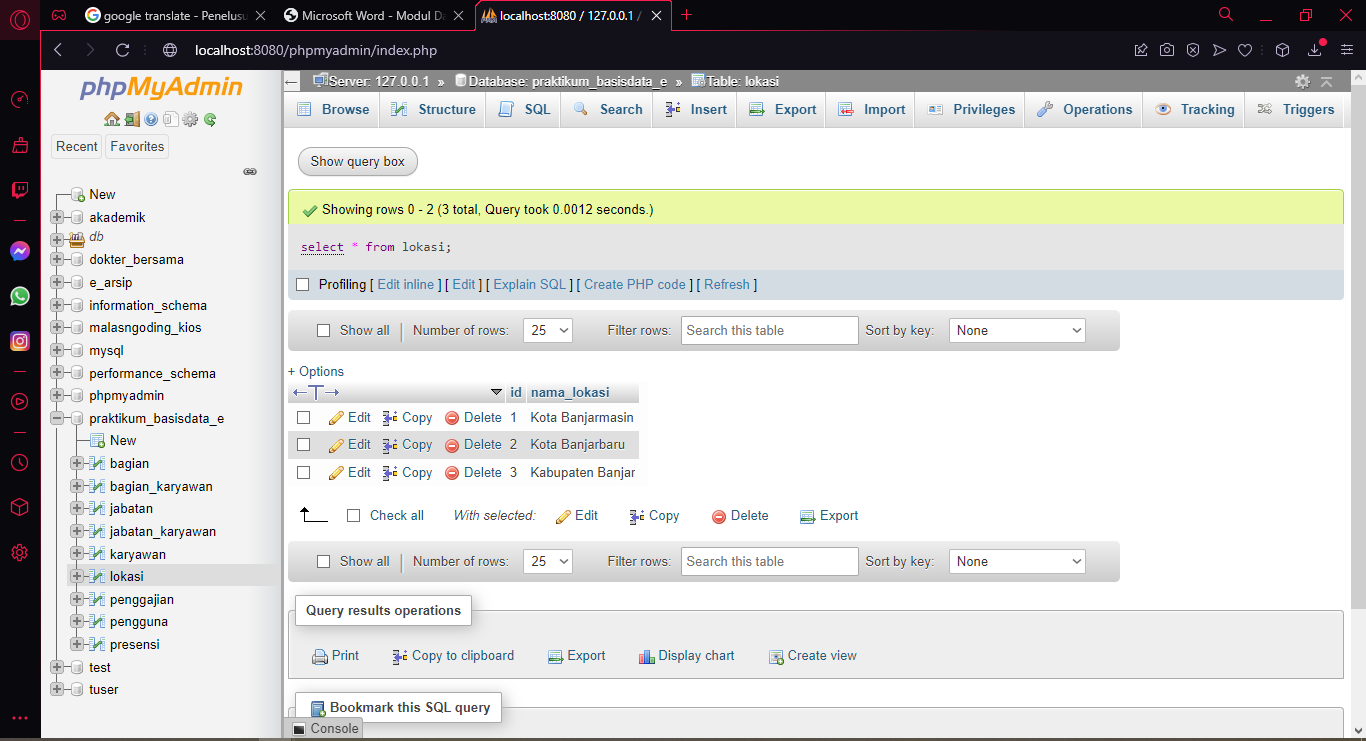 google translate - Penelusu
Microsoft Word - Modul Da
localhost:8080 / 127.0.0.1 /
localhost:8080/phpmyadmin/index.php
phpMyAdmin
Recent
Favorites
New
akademik
db
dokter_bersama
e_arsip
information_schema
malasngoding_kios
mysql
performance_schema
phpmyadmin
praktikum_basisdata_e
New
bagian
bagian_karyawan
jabatan
jabatan_karyawan
karyawan
lokasi
penggajian
pengguna
presensi
test
tuser
Server: 127.0.0.1 » Database: praktikum_basisdata_e » Table: lokasi
Browse Structure SQL Search Insert Export Import Privileges Operations Tracking Triggers
Show query box
Showing rows 0 - 2 (3 total, Query took 0.0012 seconds.)
select * from lokasi;
Profiling [ Edit inline ] [ Edit ] [ Explain SQL ] [ Create PHP code ] [ Refresh ]
Show all | Number of rows: 25 Filter rows: Search this table Sort by key: None
+ Options
←T→ id nama_lokasi
Edit Copy Delete 1 Kota Banjarmasin
Edit Copy Delete 2 Kota Banjarbaru
Edit Copy Delete 3 Kabupaten Banjar
Check all With selected: Edit Copy Delete Export
Show all | Number of rows: 25 Filter rows: Search this table Sort by key: None
Query results operations
Print Copy to clipboard Export Display chart Create view
Bookmark this SQL query
Console